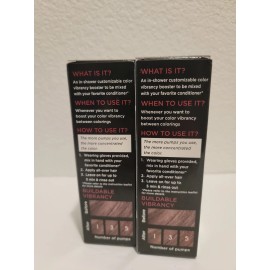 WHAT IS IT?
An in-shower customizable color
vibrancy booster to be mixed
with your favorite conditioner*
WHEN TO USE IT?
Whenever you want to
boost your color vibrancy
between colorings
HOW TO USE IT?
The more pumps you use,
the more concentrated
the color.
1. Wearing gloves provided,
mix in hand with your
favorite conditioner*
2. Apply all-over hair
3. Leave on for up to
5 min & rinse out
BUILDABLE
VIBRANCY
Before
After
1 3 5
Number of pumps
WHAT IS IT?
An in-shower customizable color
vibrancy booster to be mixed
with your favorite conditioner*
WHEN TO USE IT?
Whenever you want to
boost your color vibrancy
between colorings
HOW TO USE IT?
The more pumps you use,
the more concentrated
the color.
1. Wearing gloves provided,
mix in hand with your
favorite conditioner*
2. Apply all-over hair
3. Leave on for up to
5 min & rinse out
BUILDABLE
VIBRANCY
Before
After
1 3 5
Number of pumps